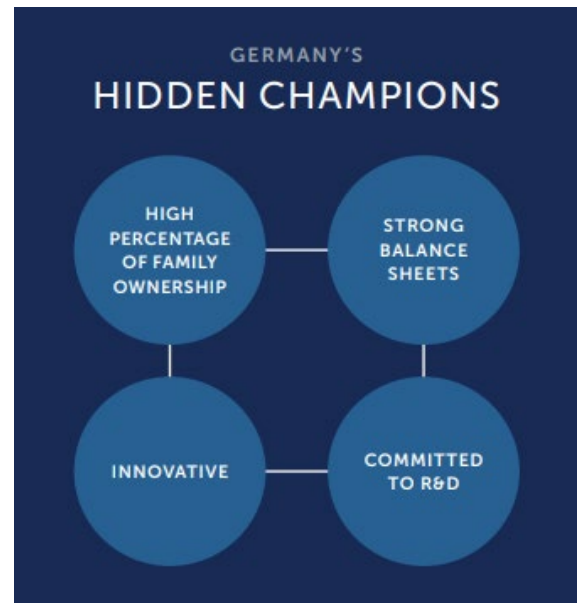 GERMANY'S
HIDDEN CHAMPIONS
HIGH
PERCENTAGE
OF FAMILY
OWNERSHIP
STRONG
BALANCE
SHEETS
INNOVATIVE
COMMITTED
TO R&D